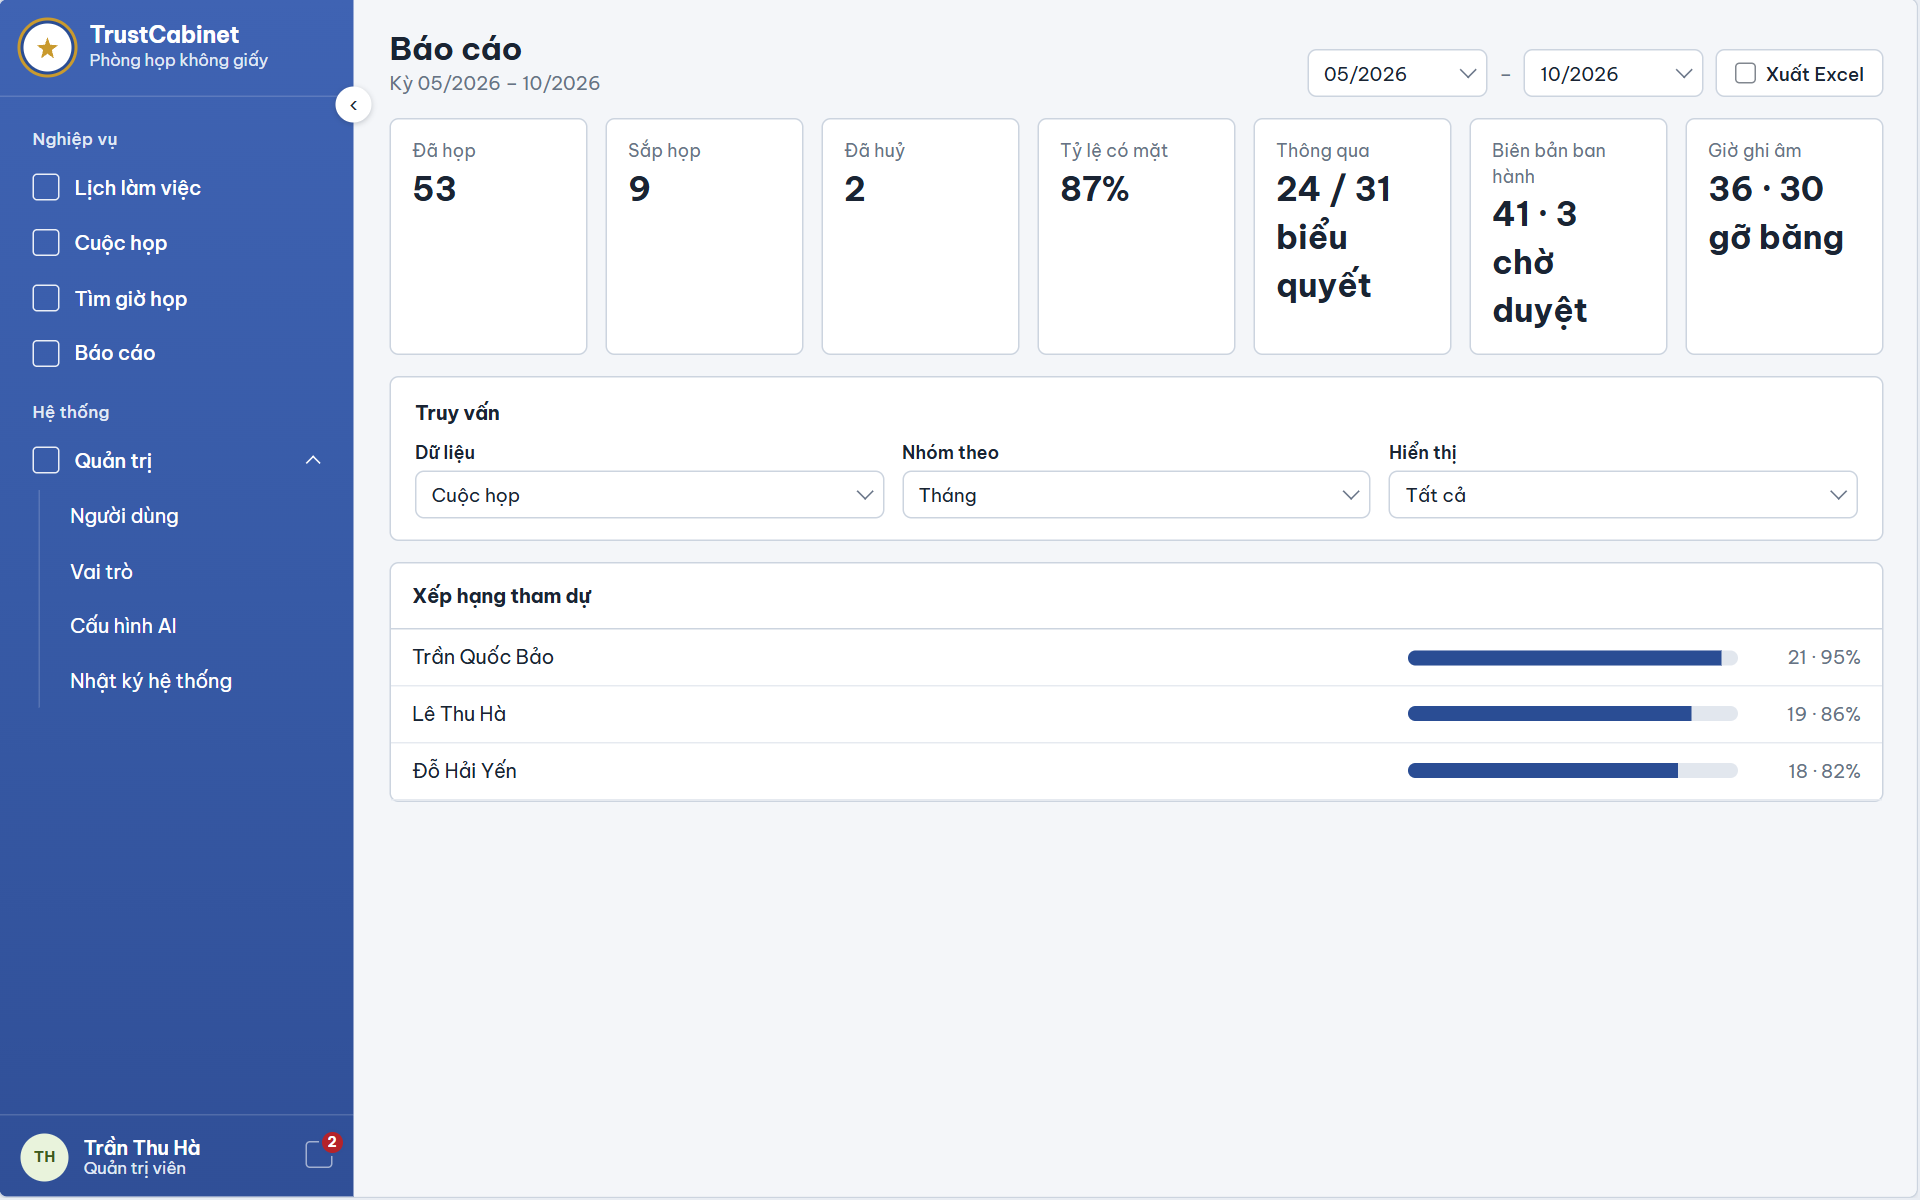 TrustCabinet
Phòng họp không giấy
Nghiệp vụ
Lịch làm việc
Cuộc họp
Tìm giờ họp
Báo cáo
Hệ thống
Quản trị
Người dùng
Vai trò
Cấu hình AI
Nhật ký hệ thống
TH
Trần Thu Hà
Quản trị viên
2
Báo cáo
Kỳ 05/2026 – 10/2026
05/2026
–
10/2026
Xuất Excel
Đã họp
53
Sắp họp
9
Đã huỷ
2
Tỷ lệ có mặt
87%
Thông qua
24 / 31
biểu
quyết
Biên bản ban
hành
41 · 3
chờ
duyệt
Giờ ghi âm
36 · 30
gỡ băng
Truy vấn
Dữ liệu
Cuộc họp
Nhóm theo
Tháng
Hiển thị
Tất cả
Xếp hạng tham dự
Trần Quốc Bảo
21 · 95%
Lê Thu Hà
19 · 86%
Đỗ Hải Yến
18 · 82%